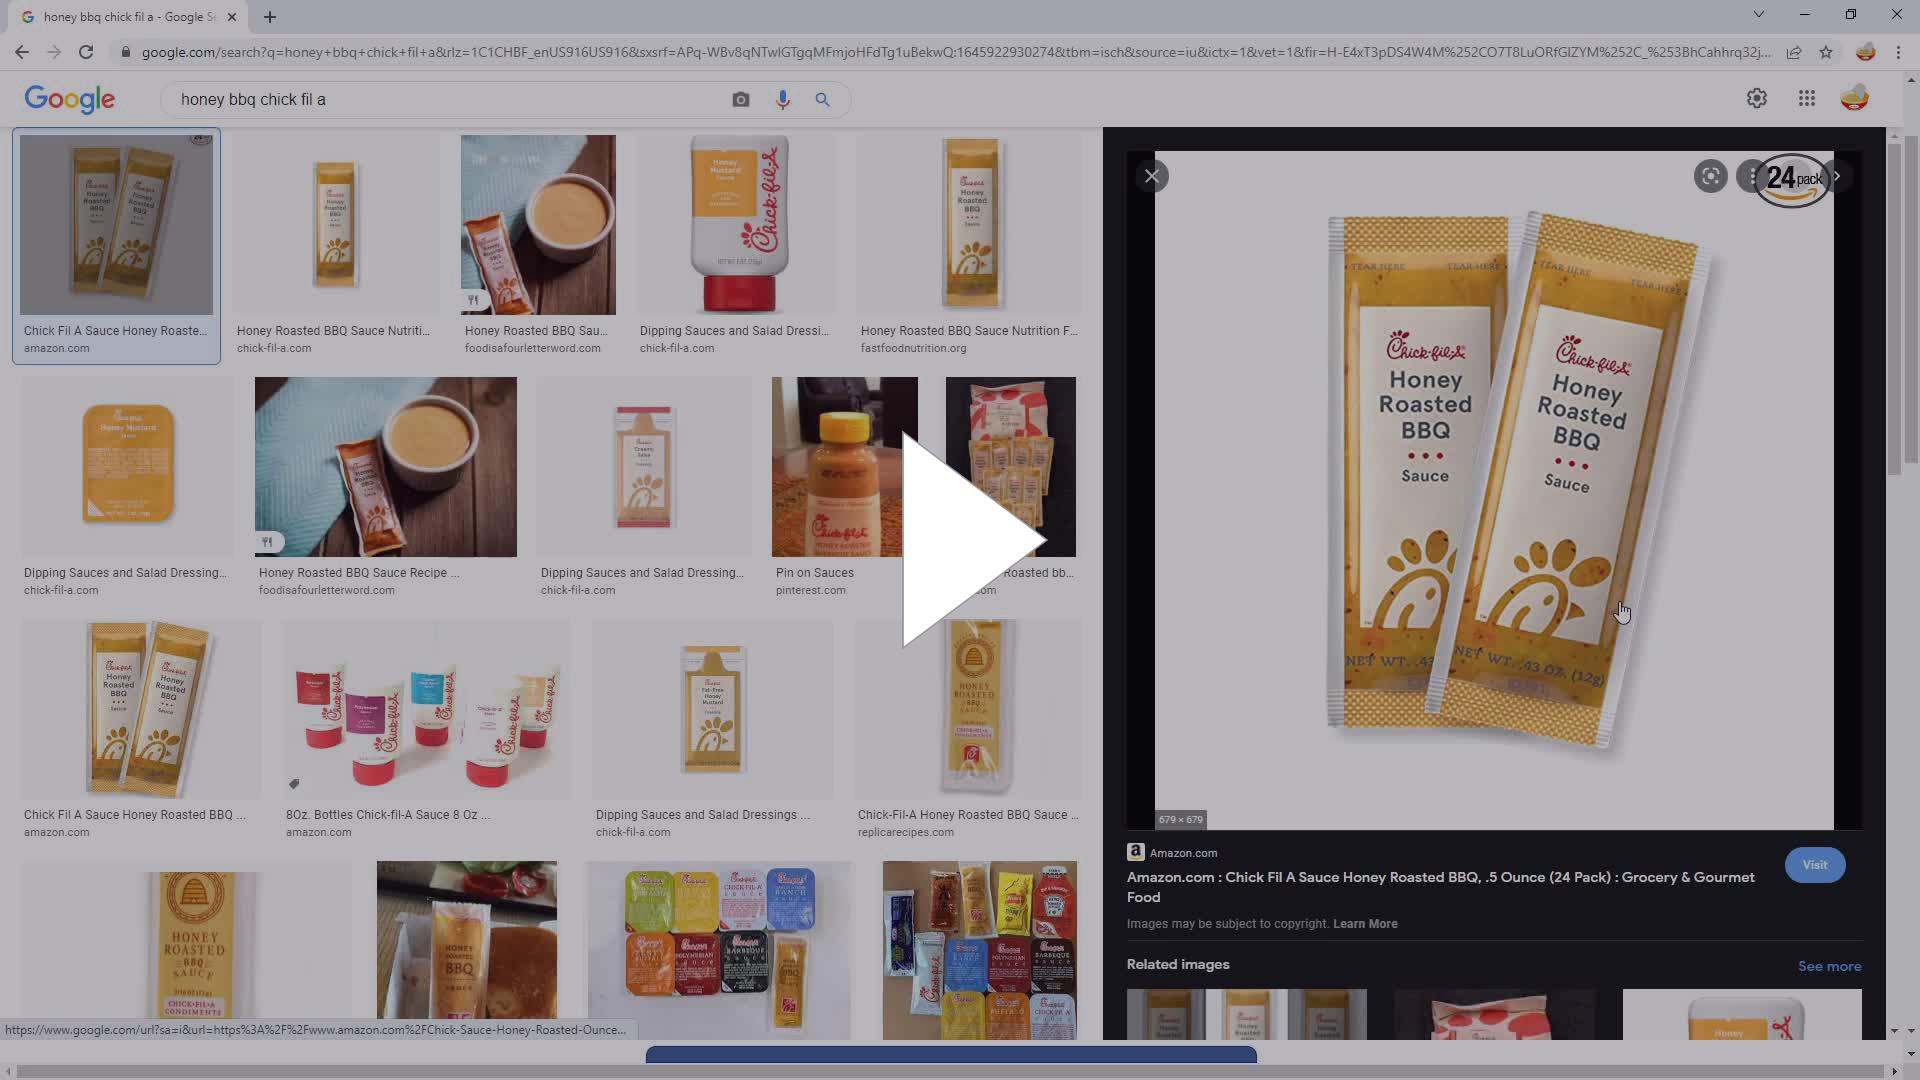 honey bbq chick fil a - Google Se
google.com/search?q=honey+bbq+chick+fil+a&rlz=1C1CHBF_enUS916US916&sxsrf=APq-WBv8qNTwlGTgqMFmjoHFdTg1uBekwQ:1645922930274&tbm=isch&source=iu&ictx=1&vet=1&fir=H-E4xT3pDS4W4M%252CO7T8LuORfGIZYM%252C_%253BhCahhrq32j...
Google
honey bbq chick fil a
24 pack
TEAR HERE TEAR HERE
TEAR HERE TEAR HERE
Chick-fil-A
Honey
Roasted
BBQ
Sauce
NET WT. .43
Chick-fil-A
Honey
Roasted
BBQ
Sauce
NET WT. .43 OZ. (12g)
679 × 679
Chick Fil A Sauce Honey Roaste...
amazon.com
Honey Roasted BBQ Sauce Nutriti...
chick-fil-a.com
Honey Roasted BBQ Sau...
foodisafourletterword.com
Dipping Sauces and Salad Dressi...
chick-fil-a.com
Honey Roasted BBQ Sauce Nutrition F...
fastfoodnutrition.org
Dipping Sauces and Salad Dressing...
chick-fil-a.com
Honey Roasted BBQ Sauce Recipe ...
foodisafourletterword.com
Dipping Sauces and Salad Dressing...
chick-fil-a.com
Pin on Sauces
pinterest.com
Roasted bb...
om
Chick Fil A Sauce Honey Roasted BBQ ...
amazon.com
8Oz. Bottles Chick-fil-A Sauce 8 Oz ...
amazon.com
Dipping Sauces and Salad Dressings ...
chick-fil-a.com
Chick-Fil-A Honey Roasted BBQ Sauce ...
replicarecipes.com
HONEY
ROASTED
BBQ
SAUCE
CHICK-FIL-A
CONDIMENTS
Amazon.com
Visit
Amazon.com : Chick Fil A Sauce Honey Roasted BBQ, .5 Ounce (24 Pack) : Grocery & Gourmet
Food
Images may be subject to copyright. Learn More
Related images
See more
https://www.google.com/url?sa=i&url=https%3A%2F%2Fwww.amazon.com%2FChick-Sauce-Honey-Roasted-Ounce...